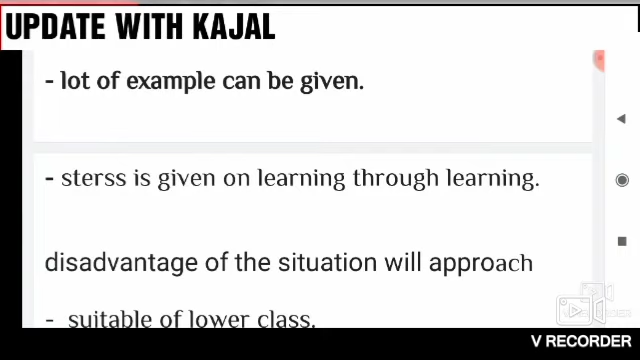 UPDATE WITH KAJAL
- lot of example can be given.
- sterss is given on learning through learning.
disadvantage of the situation will approach
- suitable of lower class.
V RECORDER